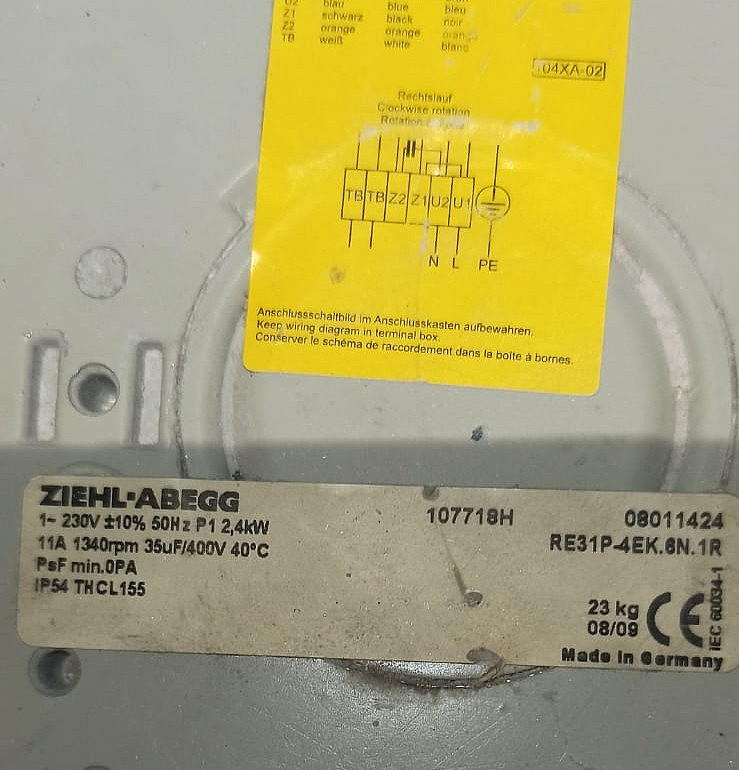 U2 blau blue bleu
Z1 schwarz black noir
Z2 orange orange orange
TB weiß white blanc
04XA-02
Rechtslauf
Clockwise rotation
Rotation
TB TB Z2 Z1 U2 U1
N L PE
Anschlussschaltbild im Anschlusskasten aufbewahren.
Keep wiring diagram in terminal box.
Conserver le schéma de raccordement dans la boîte à bornes.
ZIEHL-ABEGG
1~ 230V ±10% 50Hz P1 2,4kW
11A 1340rpm 35uF/400V 40°C
PsF min.0PA
IP54 THCL155
107718H
08011424
RE31P-4EK.6N.1R
23 kg
08/09
CE
IEC 60034-1
Made in Germany